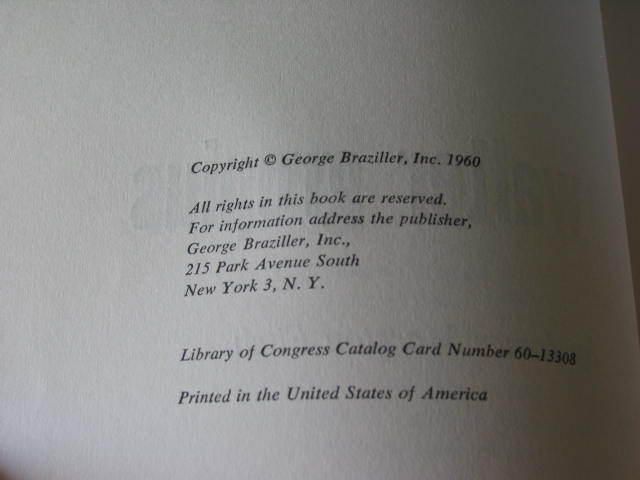 Copyright © George Braziller, Inc. 1960
All rights in this book are reserved.
For information address the publisher,
George Braziller, Inc.,
215 Park Avenue South
New York 3, N. Y.
Library of Congress Catalog Card Number 60–13308
Printed in the United States of America